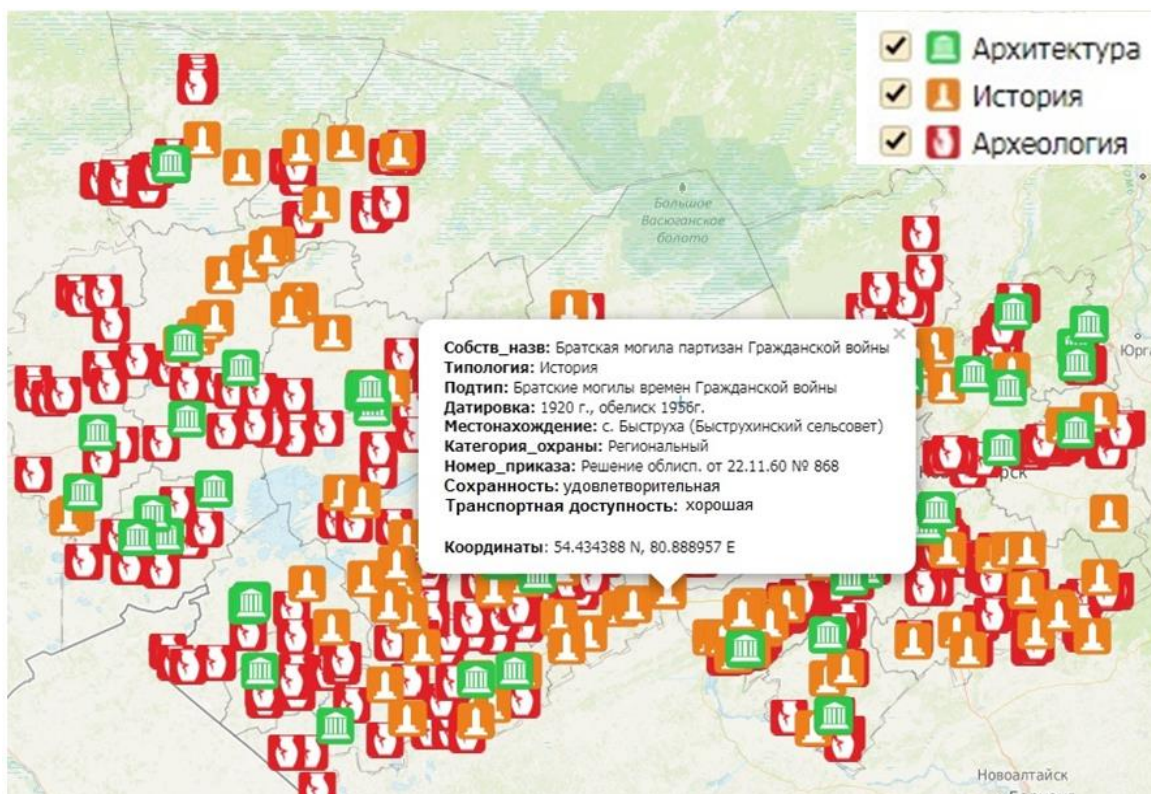 Архитектура
История
Археология
Большое
Васюганское
болото
Юрга
Собств_назв: Братская могила партизан Гражданской войны
Типология: История
Подтип: Братские могилы времен Гражданской войны
Датировка: 1920 г., обелиск 1956г.
Местонахождение: с. Быструха (Быструхинский сельсовет)
Категория_охраны: Региональный
Номер_приказа: Решение облисп. от 22.11.60 № 868
Сохранность: удовлетворительная
Транспортная доступность: хорошая
Координаты: 54.434388 N, 80.888957 E
Новоалтайск